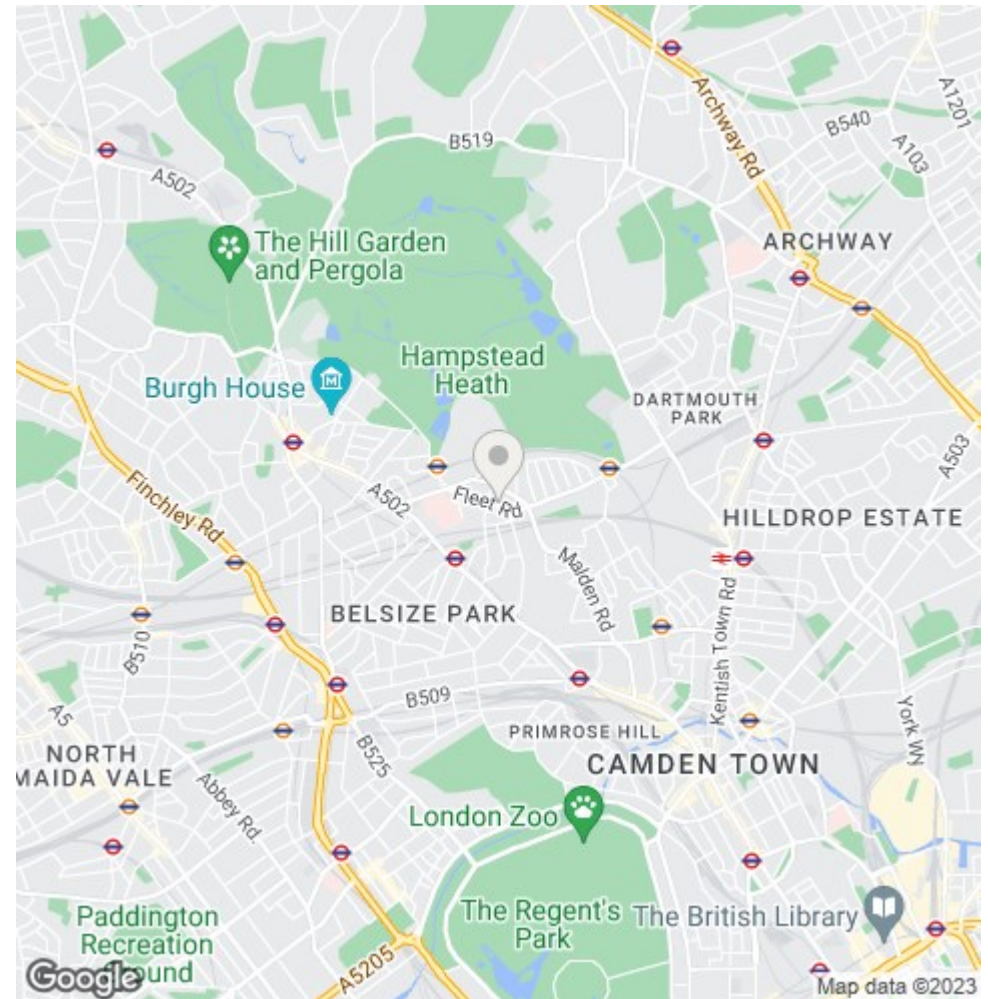 Archway Rd
A1201
B540
A103
B519
A502
The Hill Garden
and Pergola
ARCHWAY
Hampstead
Heath
Burgh House
DARTMOUTH
PARK
A503
Finchley Rd
A502
Fleet Rd
HILLDROP ESTATE
Malden Rd
BELSIZE PARK
Kentish Town Rd
B510
B509
York Wy
A5
PRIMROSE HILL
B525
NORTH
MAIDA VALE
CAMDEN TOWN
Abbey Rd.
London Zoo
Paddington
Recreation
Ground
The Regent's
Park
The British Library
A5205
Google
Map data ©2023